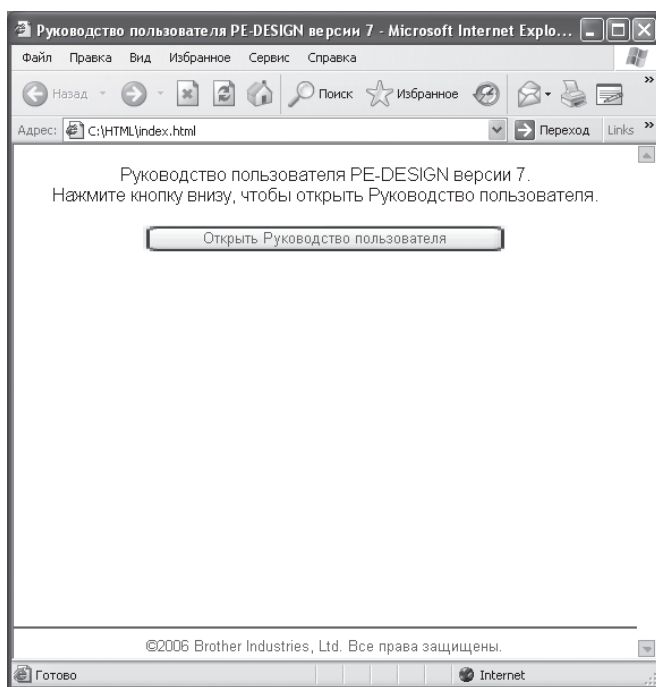 Руководство пользователя PE-DESIGN версии 7 - Microsoft Internet Explo...
Файл Правка Вид Избранное Сервис Справка
Назад Поиск Избранное »
Адрес: C:\HTML\index.html Переход Links »
Руководство пользователя PE-DESIGN версии 7.
Нажмите кнопку внизу, чтобы открыть Руководство пользователя.
Открыть Руководство пользователя
©2006 Brother Industries, Ltd. Все права защищены.
Готово Internet